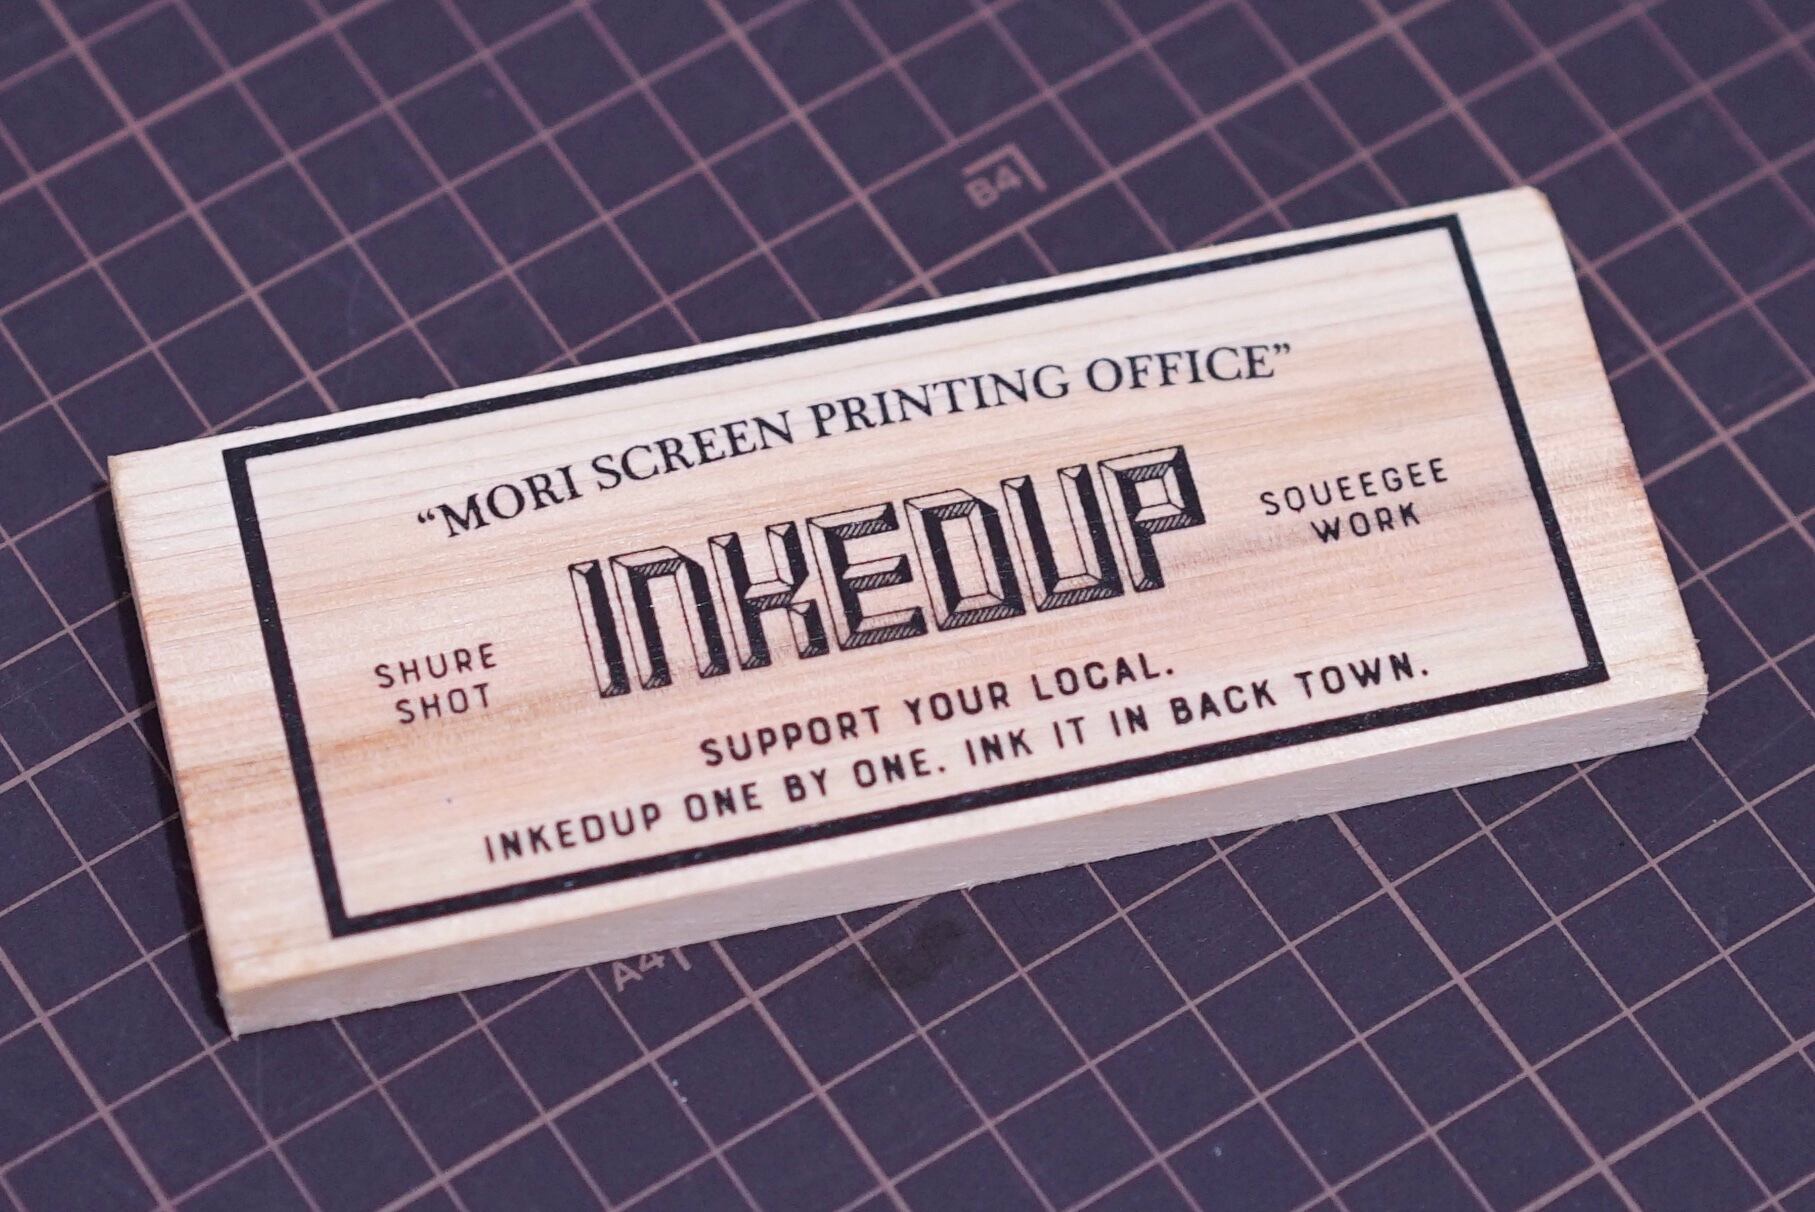 B4
“MORI SCREEN PRINTING OFFICE”
INKEDUP
SQUEEGEE
WORK
SHURE
SHOT
SUPPORT YOUR LOCAL.
INKEDUP ONE BY ONE. INK IT IN BACK TOWN.
A4